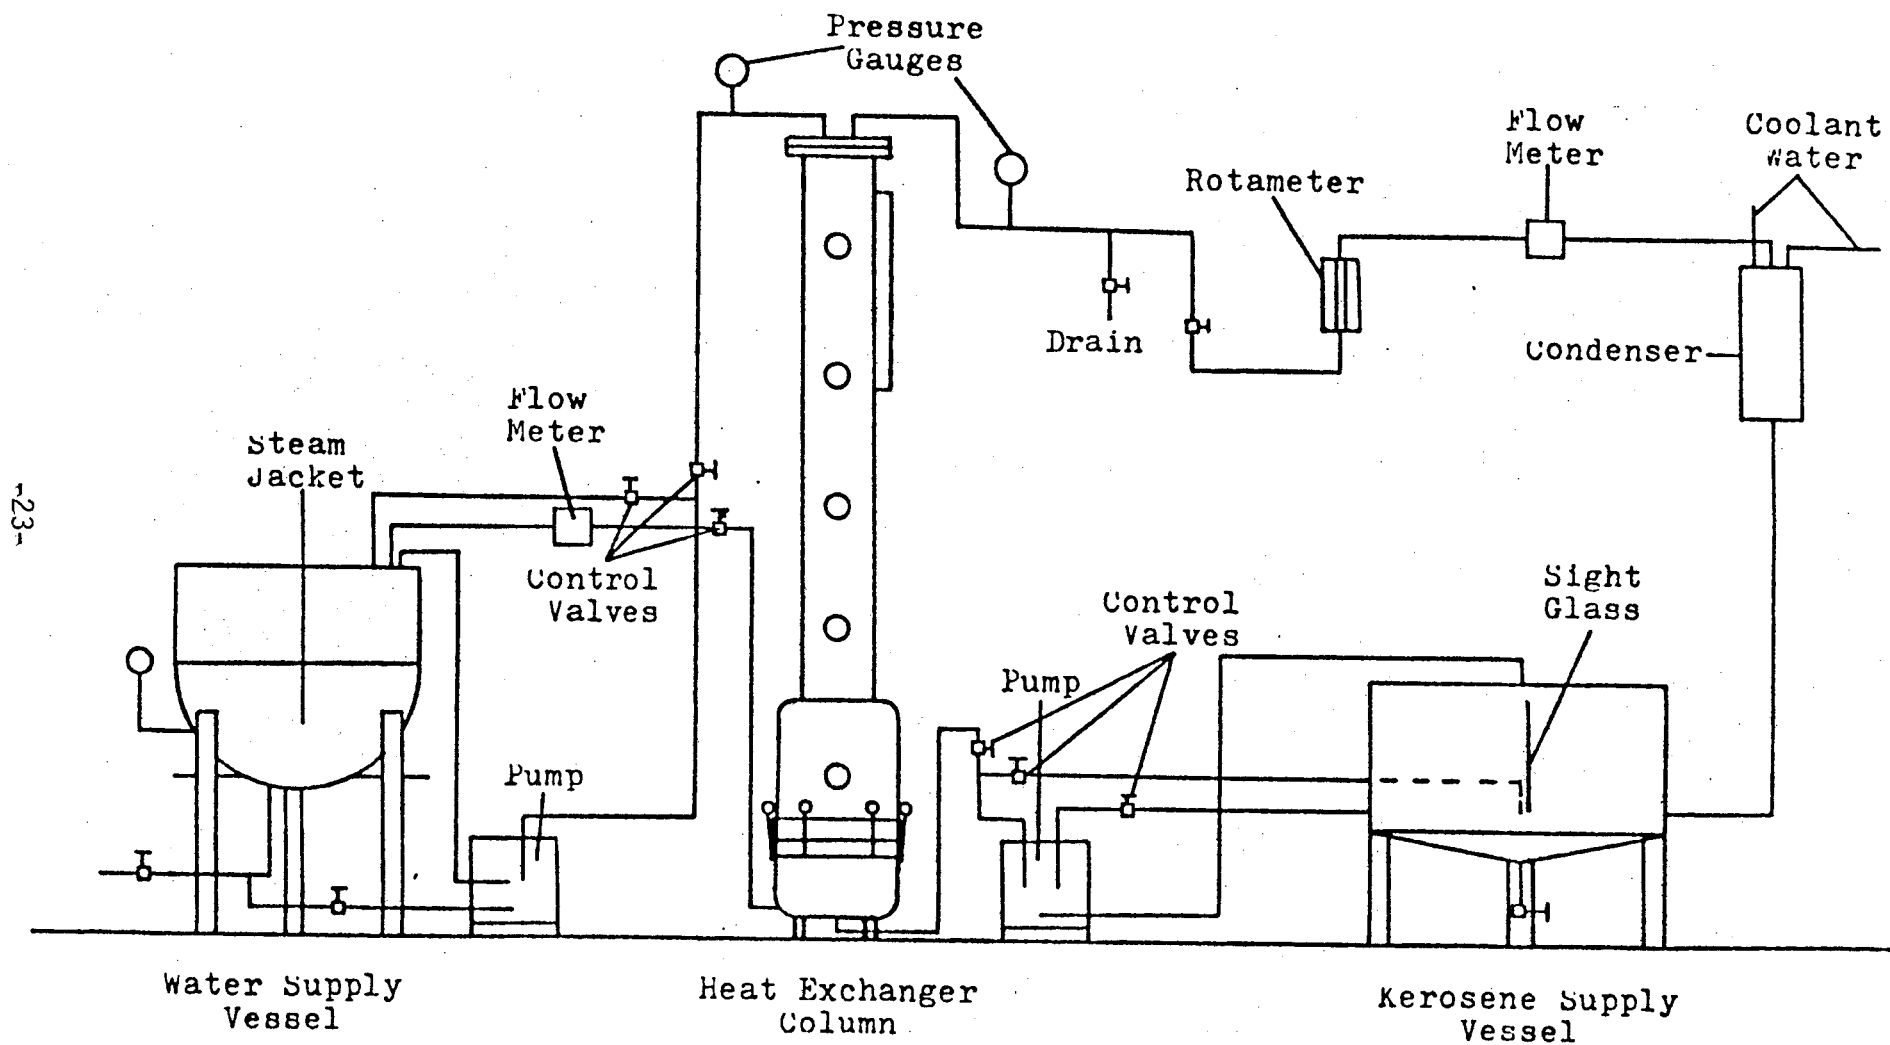 Pressure
Gauges
Flow
Meter
Coolant
Water
Rotameter
Drain
Condenser
Flow
Meter
Steam
Jacket
-23-
Control
Valves
Sight
Glass
Control
Valves
Pump
Pump
Water Supply
Vessel
Heat Exchanger
Column
Kerosene Supply
Vessel